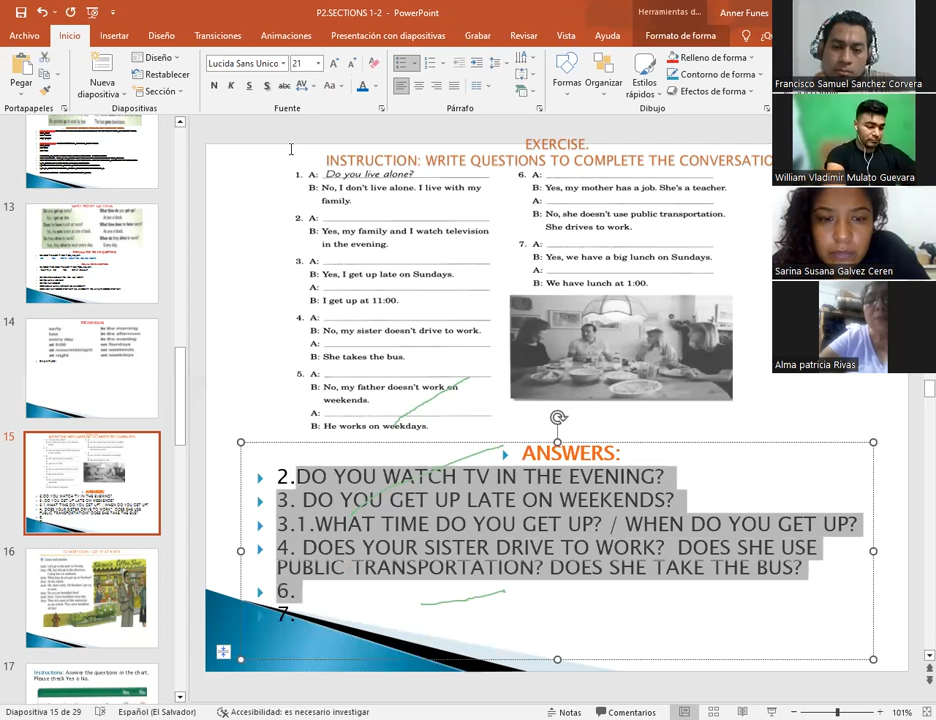 P2.SECTIONS 1-2 - PowerPoint
Herramientas d...
Anner Funes
Archivo Inicio Insertar Diseño Transiciones Animaciones Presentación con diapositivas Grabar Revisar Vista Ayuda Formato de forma
Pegar
Nueva diapositiva
Diseño
Restablecer
Sección
Lucida Sans Unico 21
N K S abc AV Aa A
Formas Organizar Estilos rápidos
Relleno de forma
Contorno de forma
Efectos de forma
Portapapeles Diapositivas Fuente Párrafo Dibujo
Francisco Samuel Sanchez Corvera
William Vladimir Mulato Guevara
Sarina Susana Galvez Ceren
Alma patricia Rivas
13
14
15
16
17
EXERCISE.
INSTRUCTION: WRITE QUESTIONS TO COMPLETE THE CONVERSATIO
1. A: Do you live alone?
B: No, I don't live alone. I live with my
family.
2. A:
B: Yes, my family and I watch television
in the evening.
3. A:
B: Yes, I get up late on Sundays.
A:
B: I get up at 11:00.
4. A:
B: No, my sister doesn't drive to work.
A:
B: She takes the bus.
5. A:
B: No, my father doesn't work on
weekends.
A:
B: He works on weekdays.
6. A:
B: Yes, my mother has a job. She's a teacher.
A:
B: No, she doesn't use public transportation.
She drives to work.
7. A:
B: Yes, we have a big lunch on Sundays.
A:
B: We have lunch at 1:00.
ANSWERS:
2.DO YOU WATCH TV IN THE EVENING?
3. DO YOU GET UP LATE ON WEEKENDS?
3.1.WHAT TIME DO YOU GET UP? / WHEN DO YOU GET UP?
4. DOES YOUR SISTER DRIVE TO WORK? DOES SHE USE
PUBLIC TRANSPORTATION? DOES SHE TAKE THE BUS?
6.
7.
Diapositiva 15 de 29 Español (El Salvador) Accesibilidad: es necesario investigar Notas Comentarios 101%